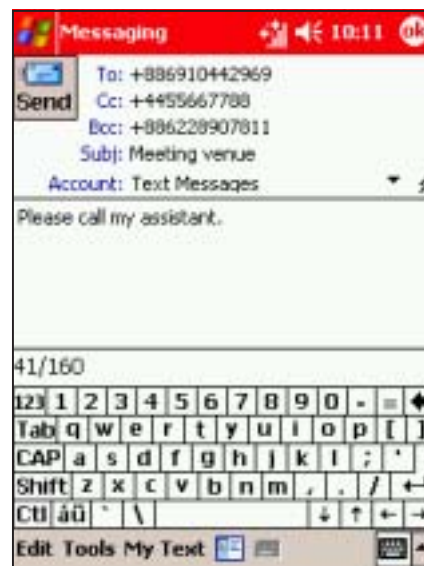 Messaging 10:11 ok
Send
To: +886910442969
Cc: +4455667788
Bcc: +886228907811
Subj: Meeting venue
Account: Text Messages
Please call my assistant.
41/160
123 1 2 3 4 5 6 7 8 9 0 - =
Tab q w e r t y u i o p [ ]
CAP a s d f g h j k l ; '
Shift z x c v b n m , . /
Ctl áü ` \
Edit Tools My Text